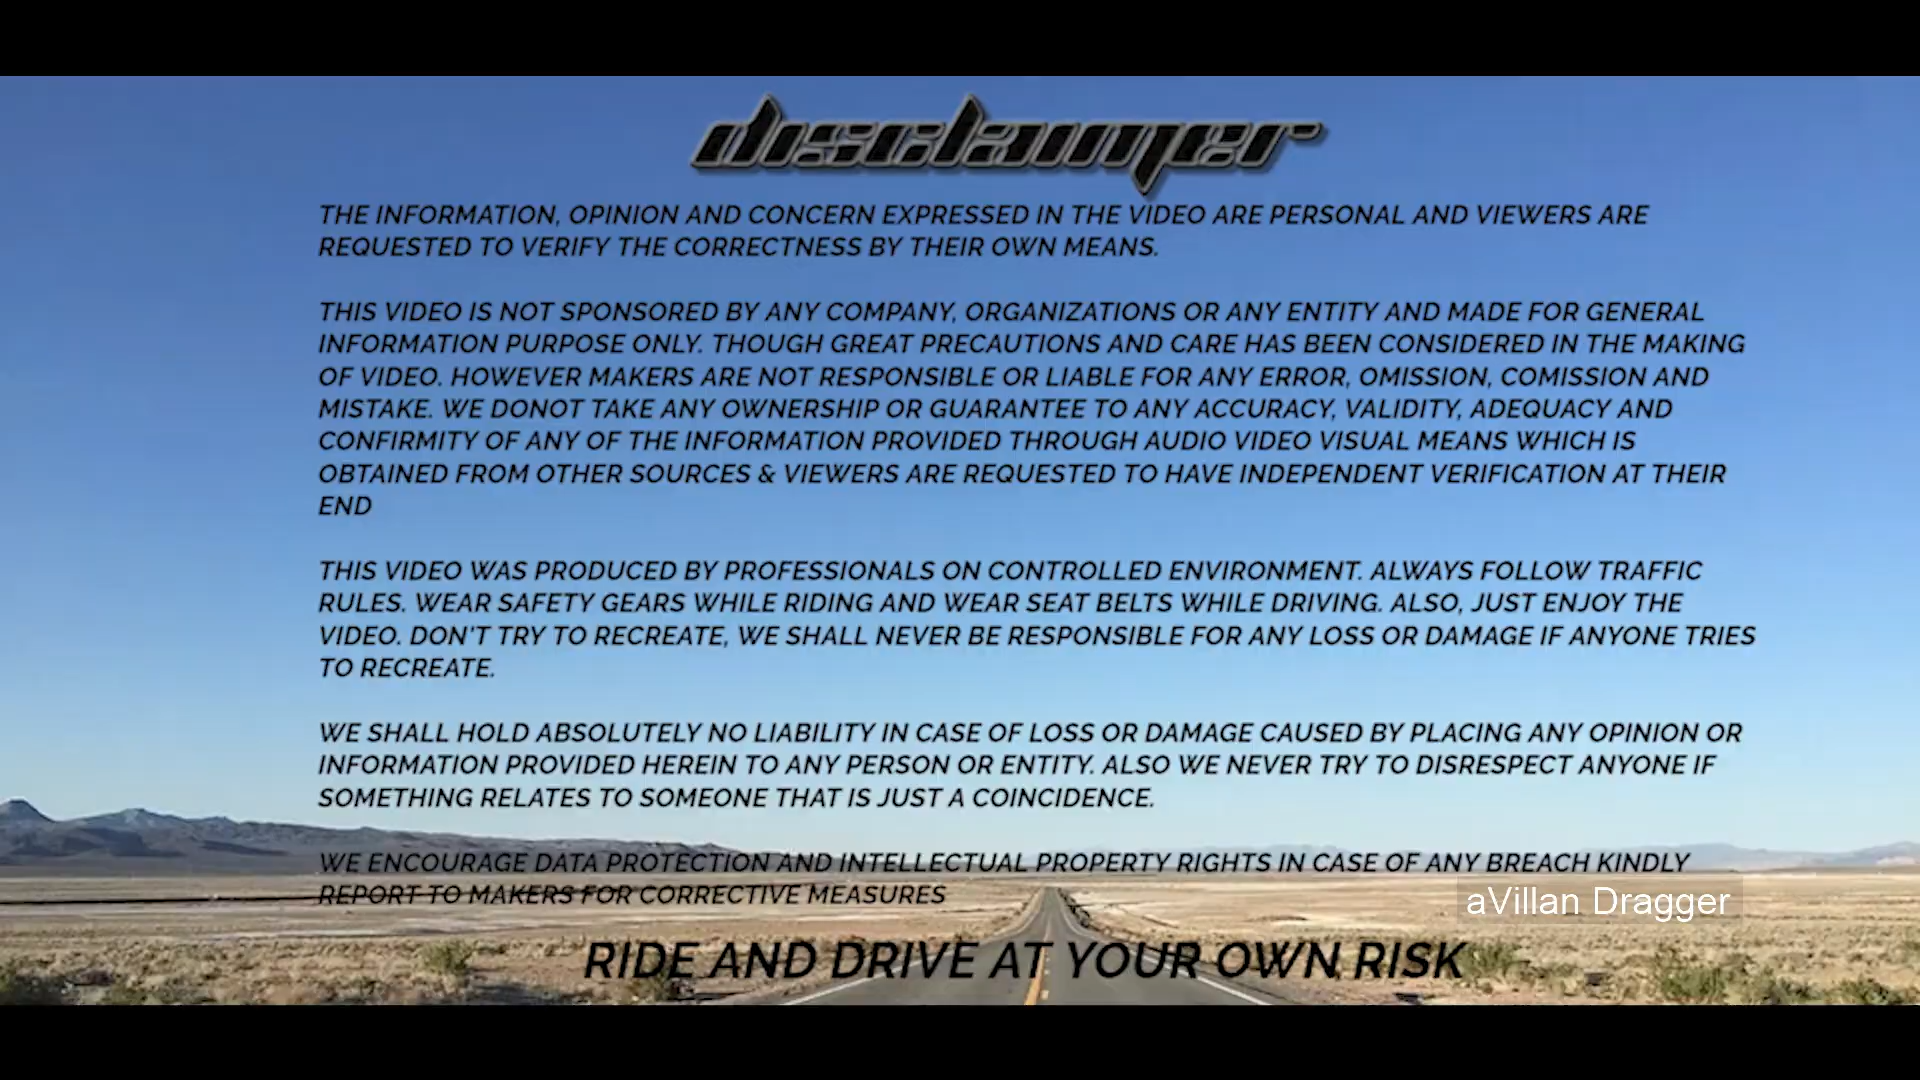 disclaimer
THE INFORMATION, OPINION AND CONCERN EXPRESSED IN THE VIDEO ARE PERSONAL AND VIEWERS ARE
REQUESTED TO VERIFY THE CORRECTNESS BY THEIR OWN MEANS.
THIS VIDEO IS NOT SPONSORED BY ANY COMPANY, ORGANIZATIONS OR ANY ENTITY AND MADE FOR GENERAL
INFORMATION PURPOSE ONLY. THOUGH GREAT PRECAUTIONS AND CARE HAS BEEN CONSIDERED IN THE MAKING
OF VIDEO. HOWEVER MAKERS ARE NOT RESPONSIBLE OR LIABLE FOR ANY ERROR, OMISSION, COMISSION AND
MISTAKE. WE DONOT TAKE ANY OWNERSHIP OR GUARANTEE TO ANY ACCURACY, VALIDITY, ADEQUACY AND
CONFIRMITY OF ANY OF THE INFORMATION PROVIDED THROUGH AUDIO VIDEO VISUAL MEANS WHICH IS
OBTAINED FROM OTHER SOURCES & VIEWERS ARE REQUESTED TO HAVE INDEPENDENT VERIFICATION AT THEIR
END
THIS VIDEO WAS PRODUCED BY PROFESSIONALS ON CONTROLLED ENVIRONMENT. ALWAYS FOLLOW TRAFFIC
RULES. WEAR SAFETY GEARS WHILE RIDING AND WEAR SEAT BELTS WHILE DRIVING. ALSO, JUST ENJOY THE
VIDEO. DON'T TRY TO RECREATE, WE SHALL NEVER BE RESPONSIBLE FOR ANY LOSS OR DAMAGE IF ANYONE TRIES
TO RECREATE.
WE SHALL HOLD ABSOLUTELY NO LIABILITY IN CASE OF LOSS OR DAMAGE CAUSED BY PLACING ANY OPINION OR
INFORMATION PROVIDED HEREIN TO ANY PERSON OR ENTITY. ALSO WE NEVER TRY TO DISRESPECT ANYONE IF
SOMETHING RELATES TO SOMEONE THAT IS JUST A COINCIDENCE.
WE ENCOURAGE DATA PROTECTION AND INTELLECTUAL PROPERTY RIGHTS IN CASE OF ANY BREACH KINDLY
REPORT TO MAKERS FOR CORRECTIVE MEASURES
aVillan Dragger
RIDE AND DRIVE AT YOUR OWN RISK